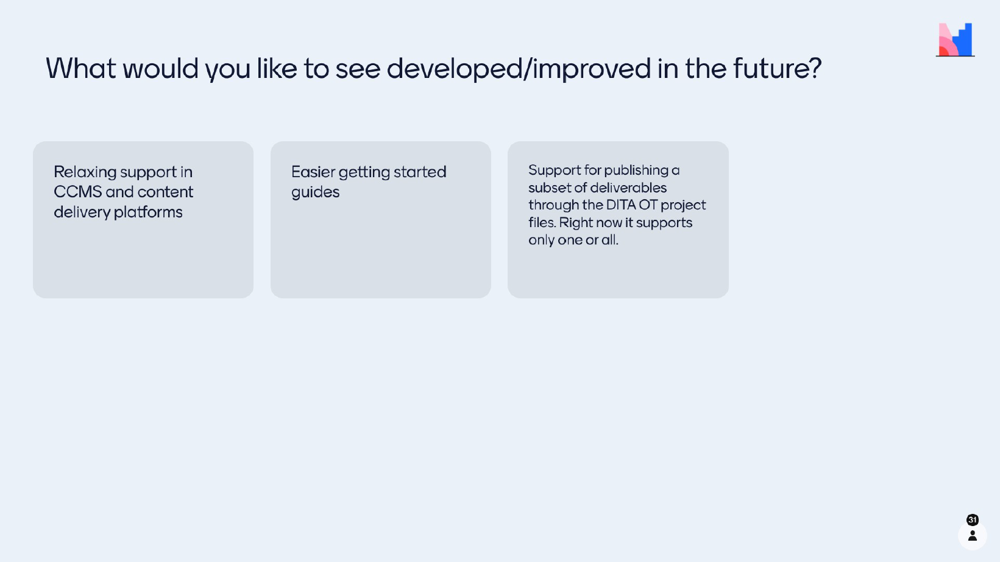 What would you like to see developed/improved in the future?
Relaxing support in
CCMS and content
delivery platforms
Easier getting started
guides
Support for publishing a
subset of deliverables
through the DITA OT project
files. Right now it supports
only one or all.
31